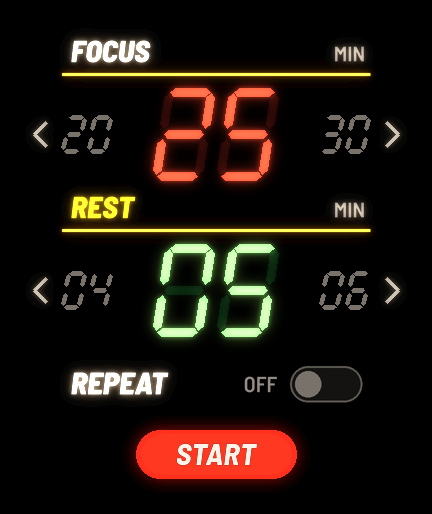 FOCUS MIN
20 25 30
REST MIN
04 05 06
REPEAT OFF
START